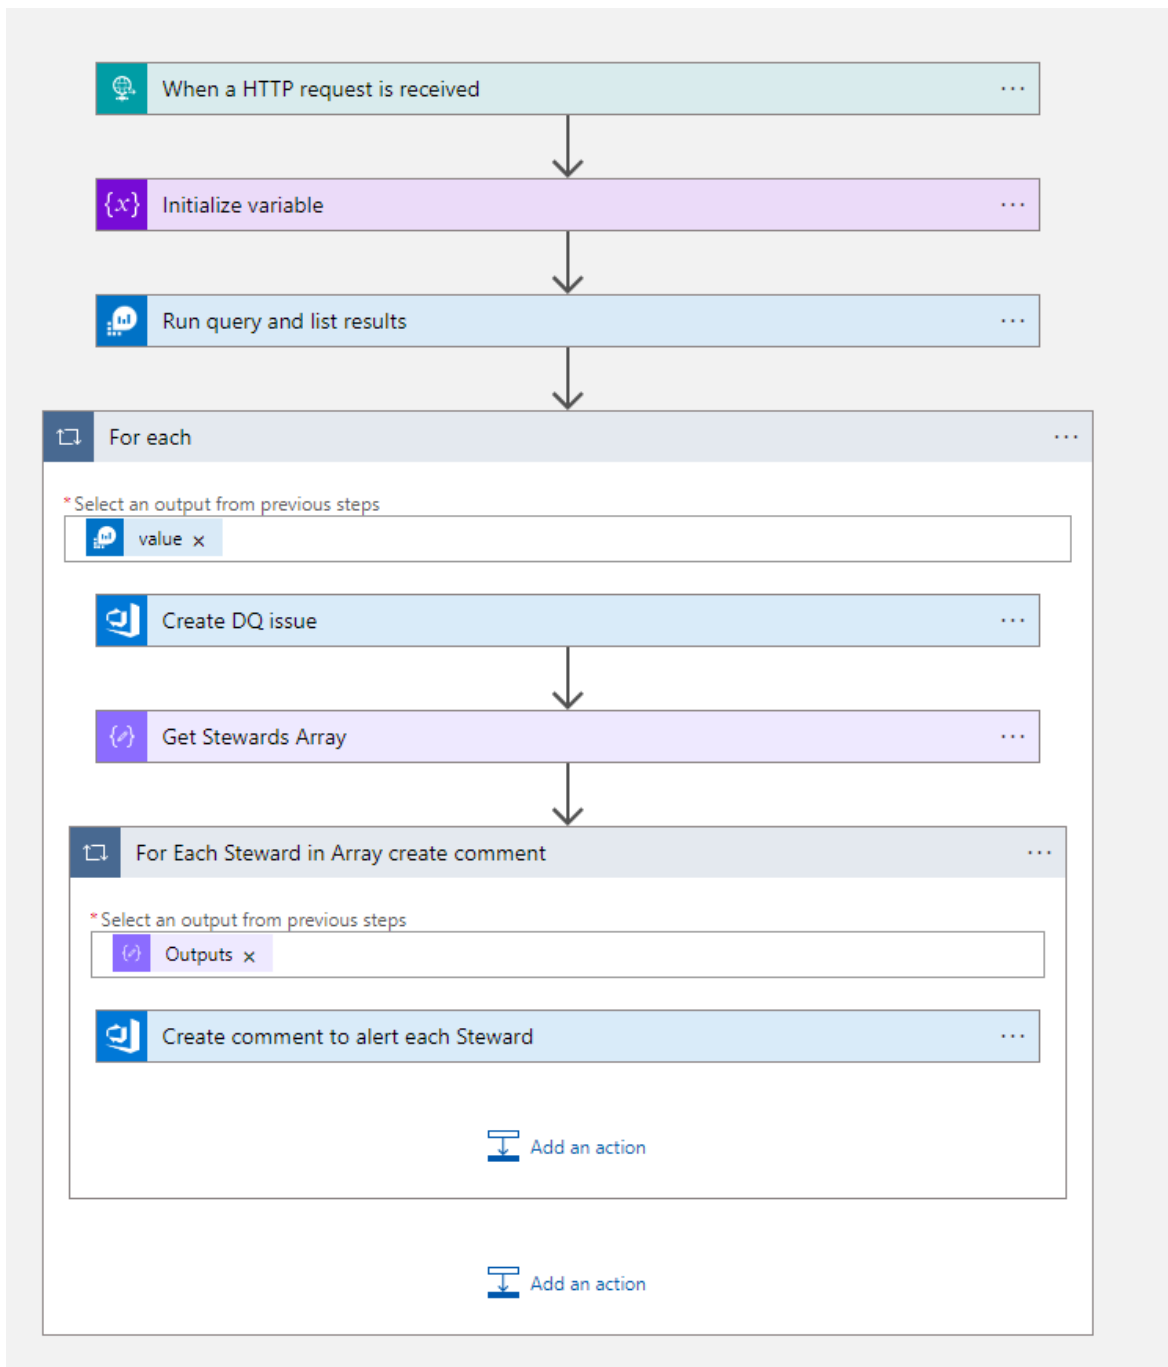 When a HTTP request is received
...
{x} Initialize variable
...
Run query and list results
...
For each
...
* Select an output from previous steps
value ×
Create DQ issue
...
Get Stewards Array
...
For Each Steward in Array create comment
...
* Select an output from previous steps
Outputs ×
Create comment to alert each Steward
...
Add an action
Add an action